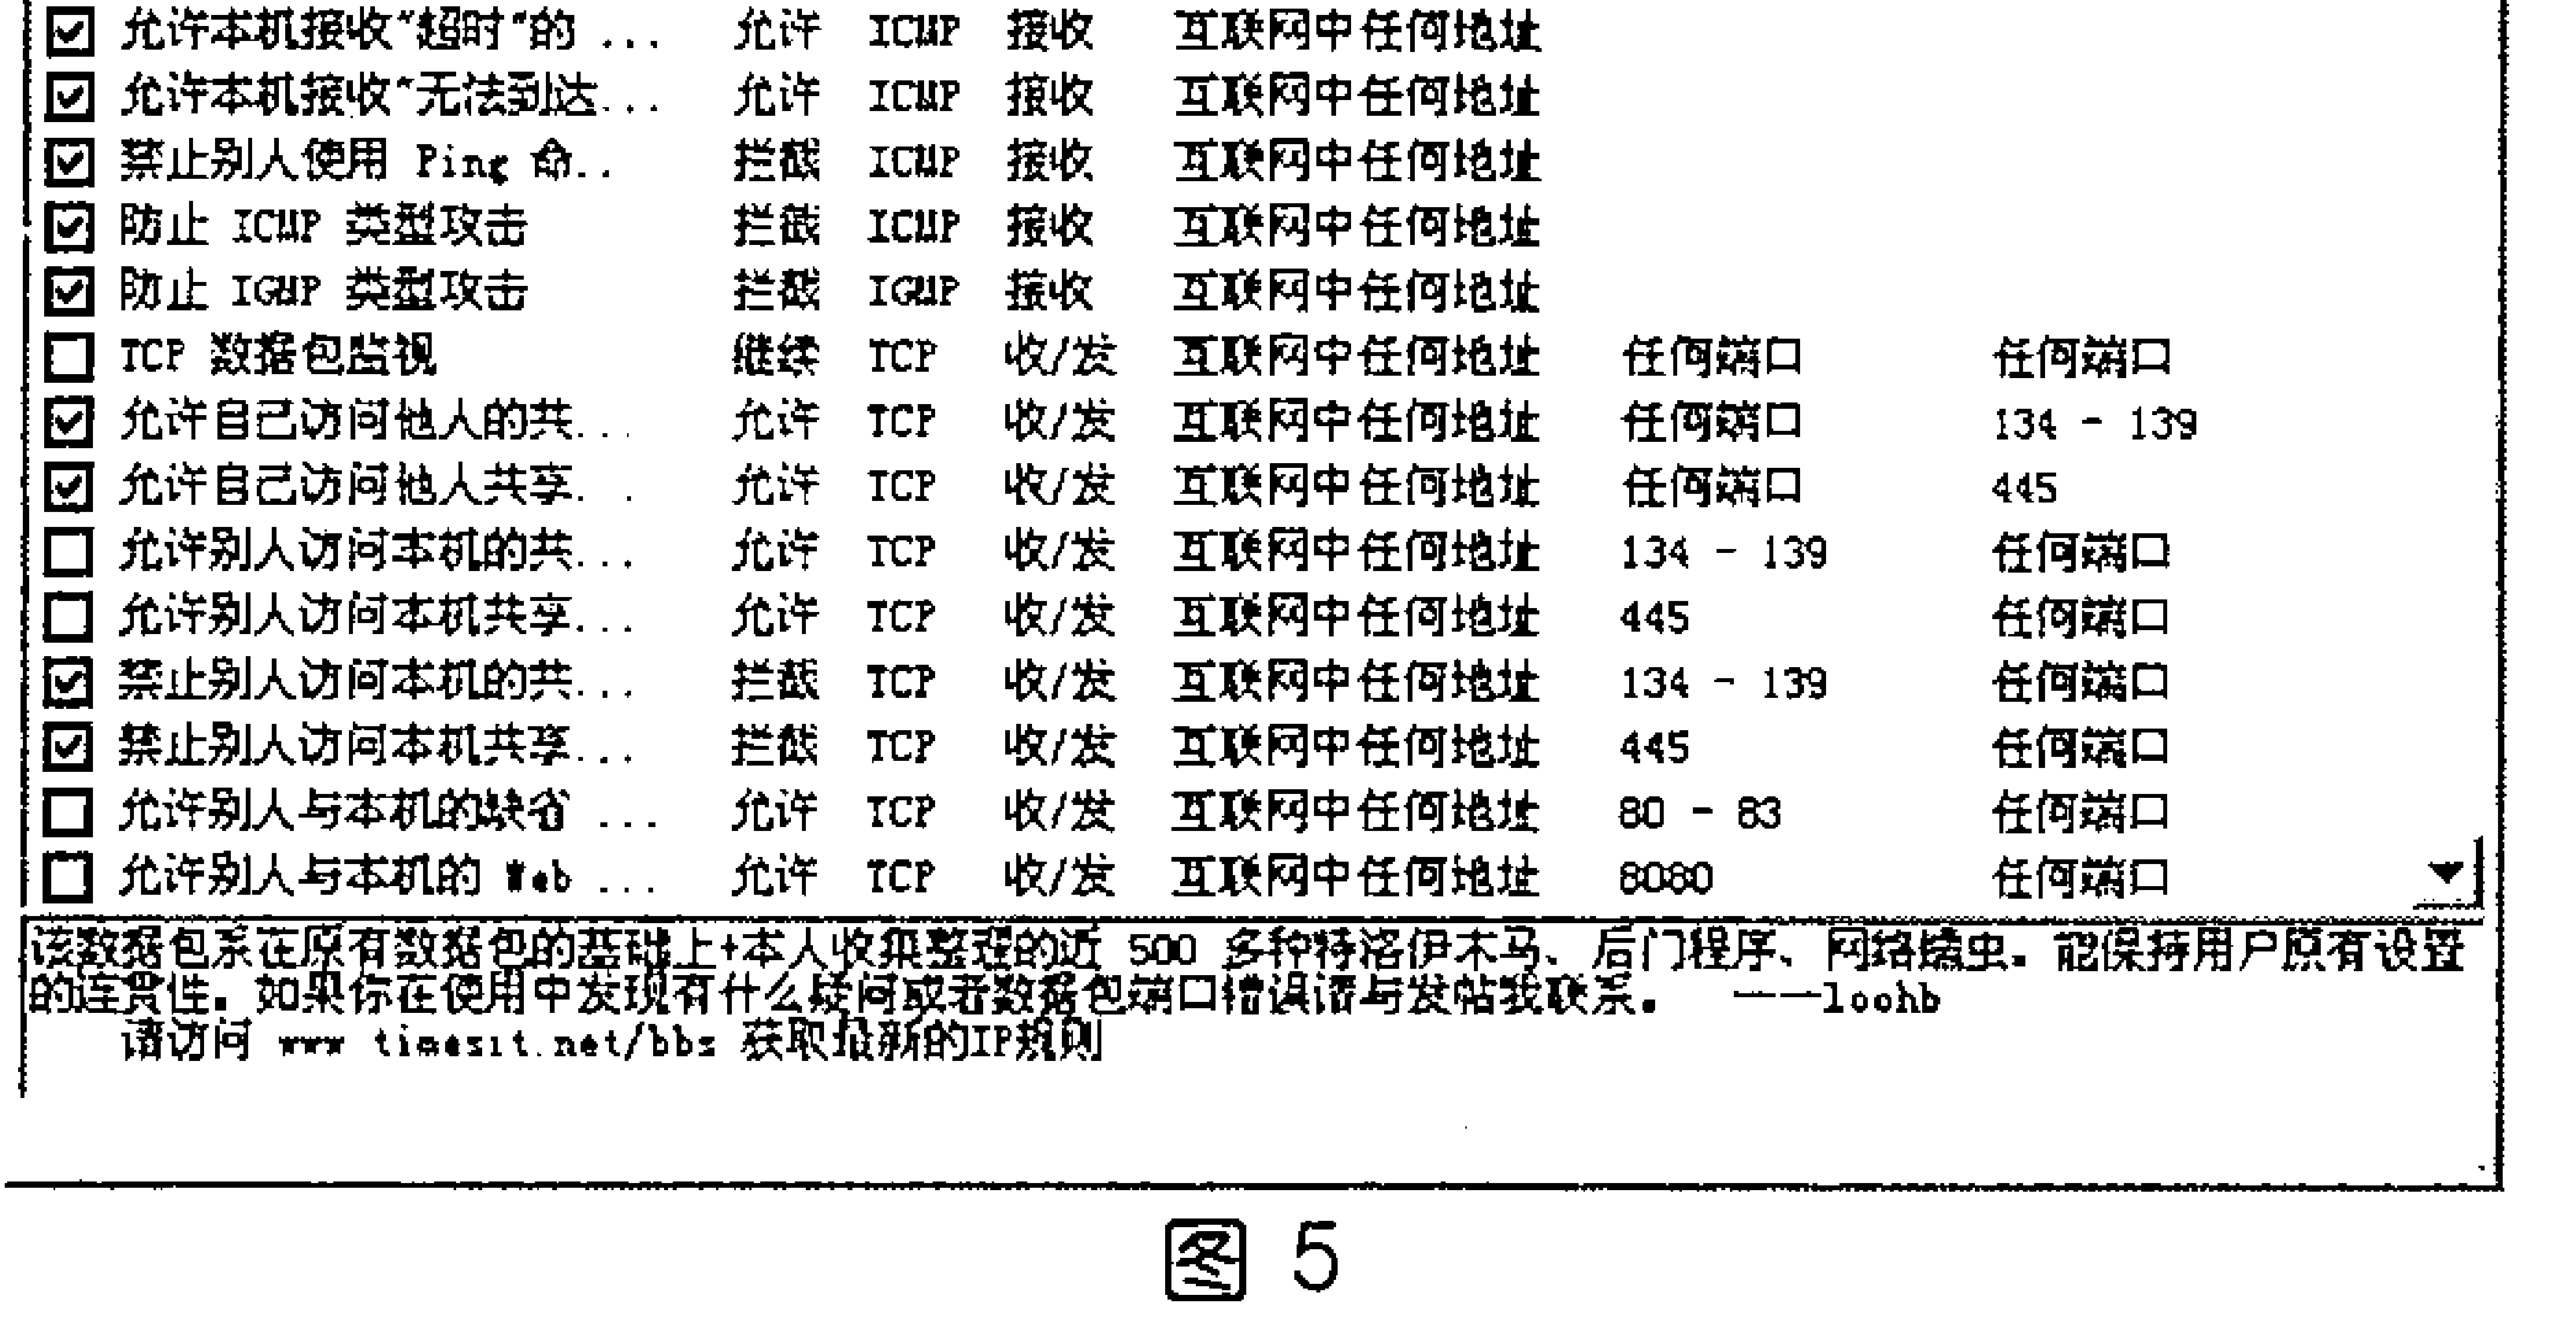 允许本机接收"超时"的 ... 允许 ICMP 接收 互联网中任何地址
允许本机接收"无法到达... 允许 ICMP 接收 互联网中任何地址
禁止别人使用 Ping 命.. 拦截 ICMP 接收 互联网中任何地址
防止 ICMP 类型攻击 拦截 ICMP 接收 互联网中任何地址
防止 IGMP 类型攻击 拦截 IGMP 接收 互联网中任何地址
TCP 数据包监视 继续 TCP 收/发 互联网中任何地址 任何端口 任何端口
允许自己访问他人的共... 允许 TCP 收/发 互联网中任何地址 任何端口 134 - 139
允许自己访问他人共享. . 允许 TCP 收/发 互联网中任何地址 任何端口 445
允许别人访问本机的共... 允许 TCP 收/发 互联网中任何地址 134 - 139 任何端口
允许别人访问本机共享... 允许 TCP 收/发 互联网中任何地址 445 任何端口
禁止别人访问本机的共... 拦截 TCP 收/发 互联网中任何地址 134 - 139 任何端口
禁止别人访问本机共享... 拦截 TCP 收/发 互联网中任何地址 445 任何端口
允许别人与本机的缺省 ... 允许 TCP 收/发 互联网中任何地址 80 - 83 任何端口
允许别人与本机的 Web ... 允许 TCP 收/发 互联网中任何地址 8080 任何端口
该数据包系在原有数据包的基础上+本人收集整理的近 500 多种特洛伊木马、后门程序、网络蠕虫. 能保持用户原有设置
的连贯性. 如果你在使用中发现有什么疑问或者数据包端口错误请与发帖我联系. ——loohb
请访问 www timesit.net/bbs 获取最新的IP规则
图 5